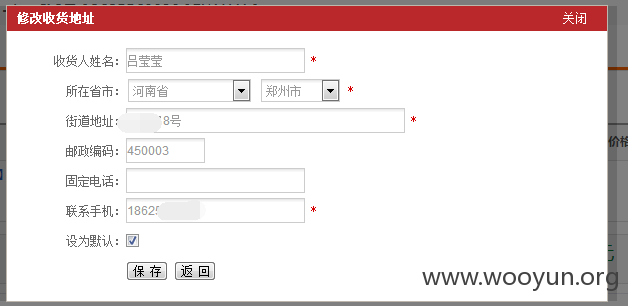 修改收货地址 关闭
收货人姓名: 吕莹莹 *
所在省市: 河南省 郑州市 *
街道地址: 8号 *
邮政编码: 450003
固定电话:
联系手机: 1862 *
设为默认:
保存 返回
价格
元
www.wooyun.org